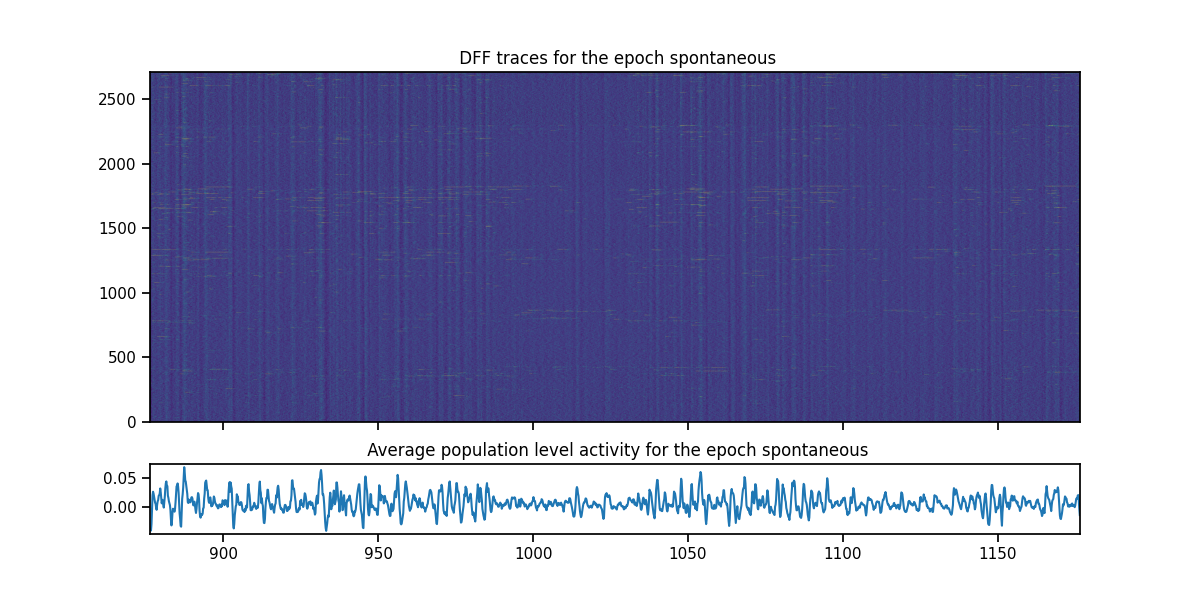 DFF traces for the epoch spontaneous
2500
2000
1500
1000
500
0
Average population level activity for the epoch spontaneous
0.05
0.00
900 950 1000 1050 1100 1150